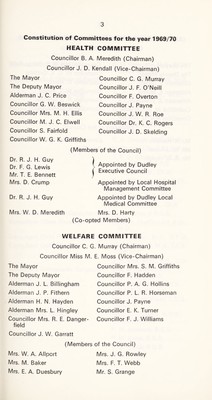 3
Constitution of Committees for the year 1969/70
HEALTH COMMITTEE
Councillor B. A. Meredith (Chairman)
Councillor J. D. Kendall (Vice-Chairman)
The Mayor
Councillor C. G. Murray
The Deputy Mayor
Councillor J. F. O'Neill
Alderman J. C. Price
Councillor F. Overton
Councillor G. W. Beswick
Councillor J. Payne
Councillor Mrs. M. H. Ellis
Councillor J. W. R. Roe
Councillor M. J. C. Elwell
Councillor Dr. K. C. Rogers
Councillor S. Fairfold
Councillor J. D. Skelding
Councillor W. G. K. Griffiths
(Members of the Council)
Dr. R. J. H. Guy
Dr. F. G. Lewis
Mr. T. E. Bennett
Appointed by Dudley
Executive Council
Mrs. D. Crump
Appointed by Local Hospital
Management Committee
Dr. R. J. H. Guy
Appointed by Dudley Local
Medical Committee
Mrs. W. D. Meredith
Mrs. D. Harty
(Co-opted Members)
WELFARE COMMITTEE
Councillor C. G. Murray (Chairman)
Councillor Miss M. E. Moss (Vice-Chairman)
The Mayor
Councillor Mrs. S. M. Griffiths
The Deputy Mayor
Councillor F. Hadden
Alderman J. L. Billingham
Councillor P. A. G. Hollins
Alderman J. P. Fithern
Councillor P. L. R. Horseman
Alderman H. N. Hayden
Councillor J. Payne
Alderman Mrs. L. Hingley
Councillor E. K. Turner
Councillor Mrs. R. E. Danger-
field
Councillor F. J. Williams
Councillor J. W. Garratt
(Members of the Council)
Mrs. W. A. Allport
Mrs. J. G. Rowley
Mrs. M. Baker
Mrs. F. T. Webb
Mrs. E. A. Duesbury
Mr. S. Grange